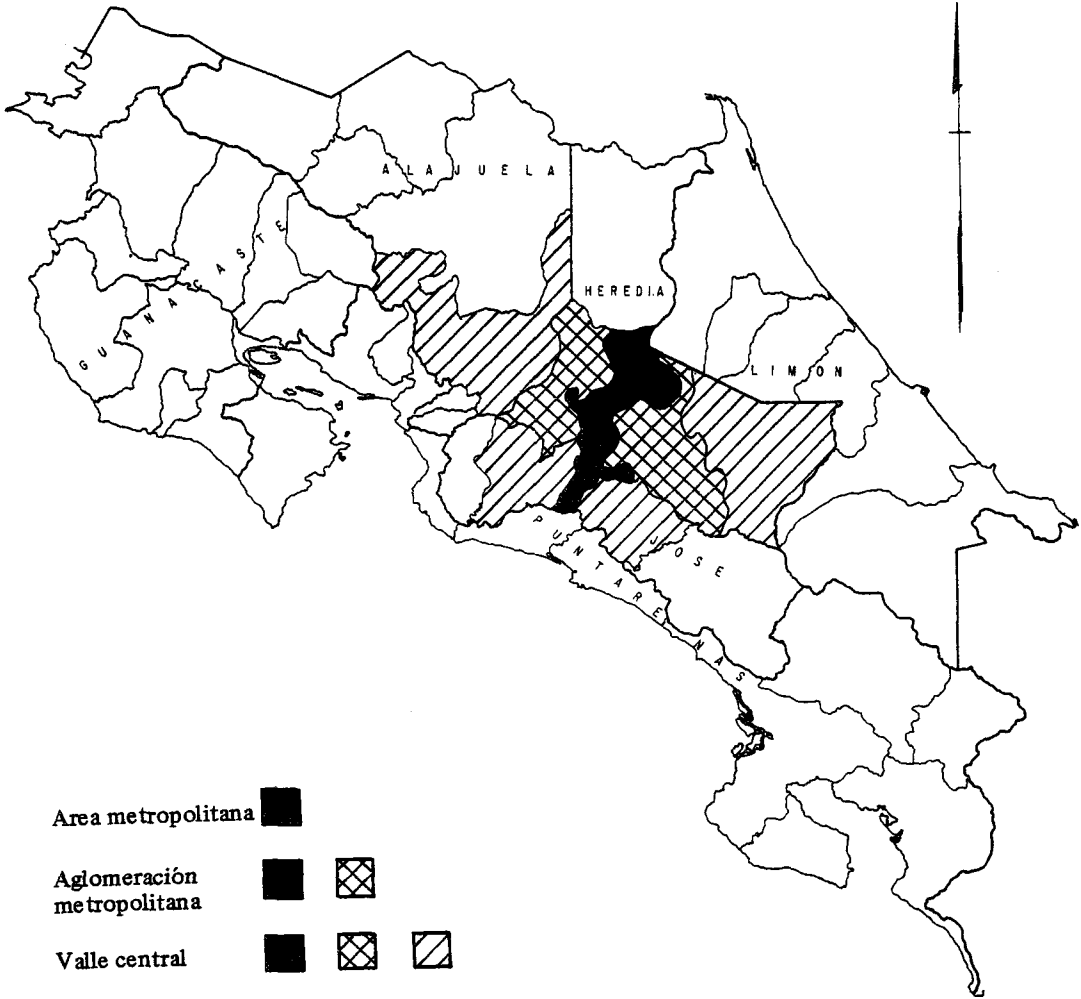 ALAJUELA
GUANACASTE
HEREDIA
LIMON
JOSE
PUNTARENAS
Area metropolitana
Aglomeración
metropolitana
Valle central